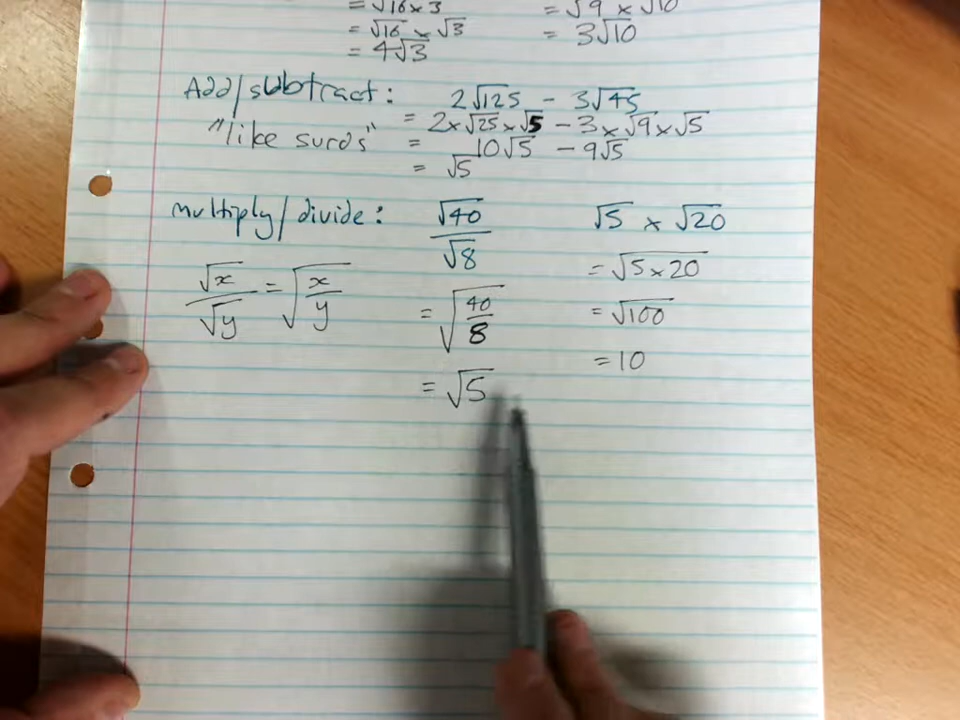 = √16 × 3 = √9 × √10
= √16 × √3 = 3√10
= 4√3
Add/subtract: 2√125 - 3√45
"like surds" = 2×√25×√5 - 3×√9×√5
= 10√5 - 9√5
= √5
Multiply/divide: √40/√8 √5 × √20
√x/√y = √(x/y) = √(40/8) = √5×20
= √100
= √5 = 10